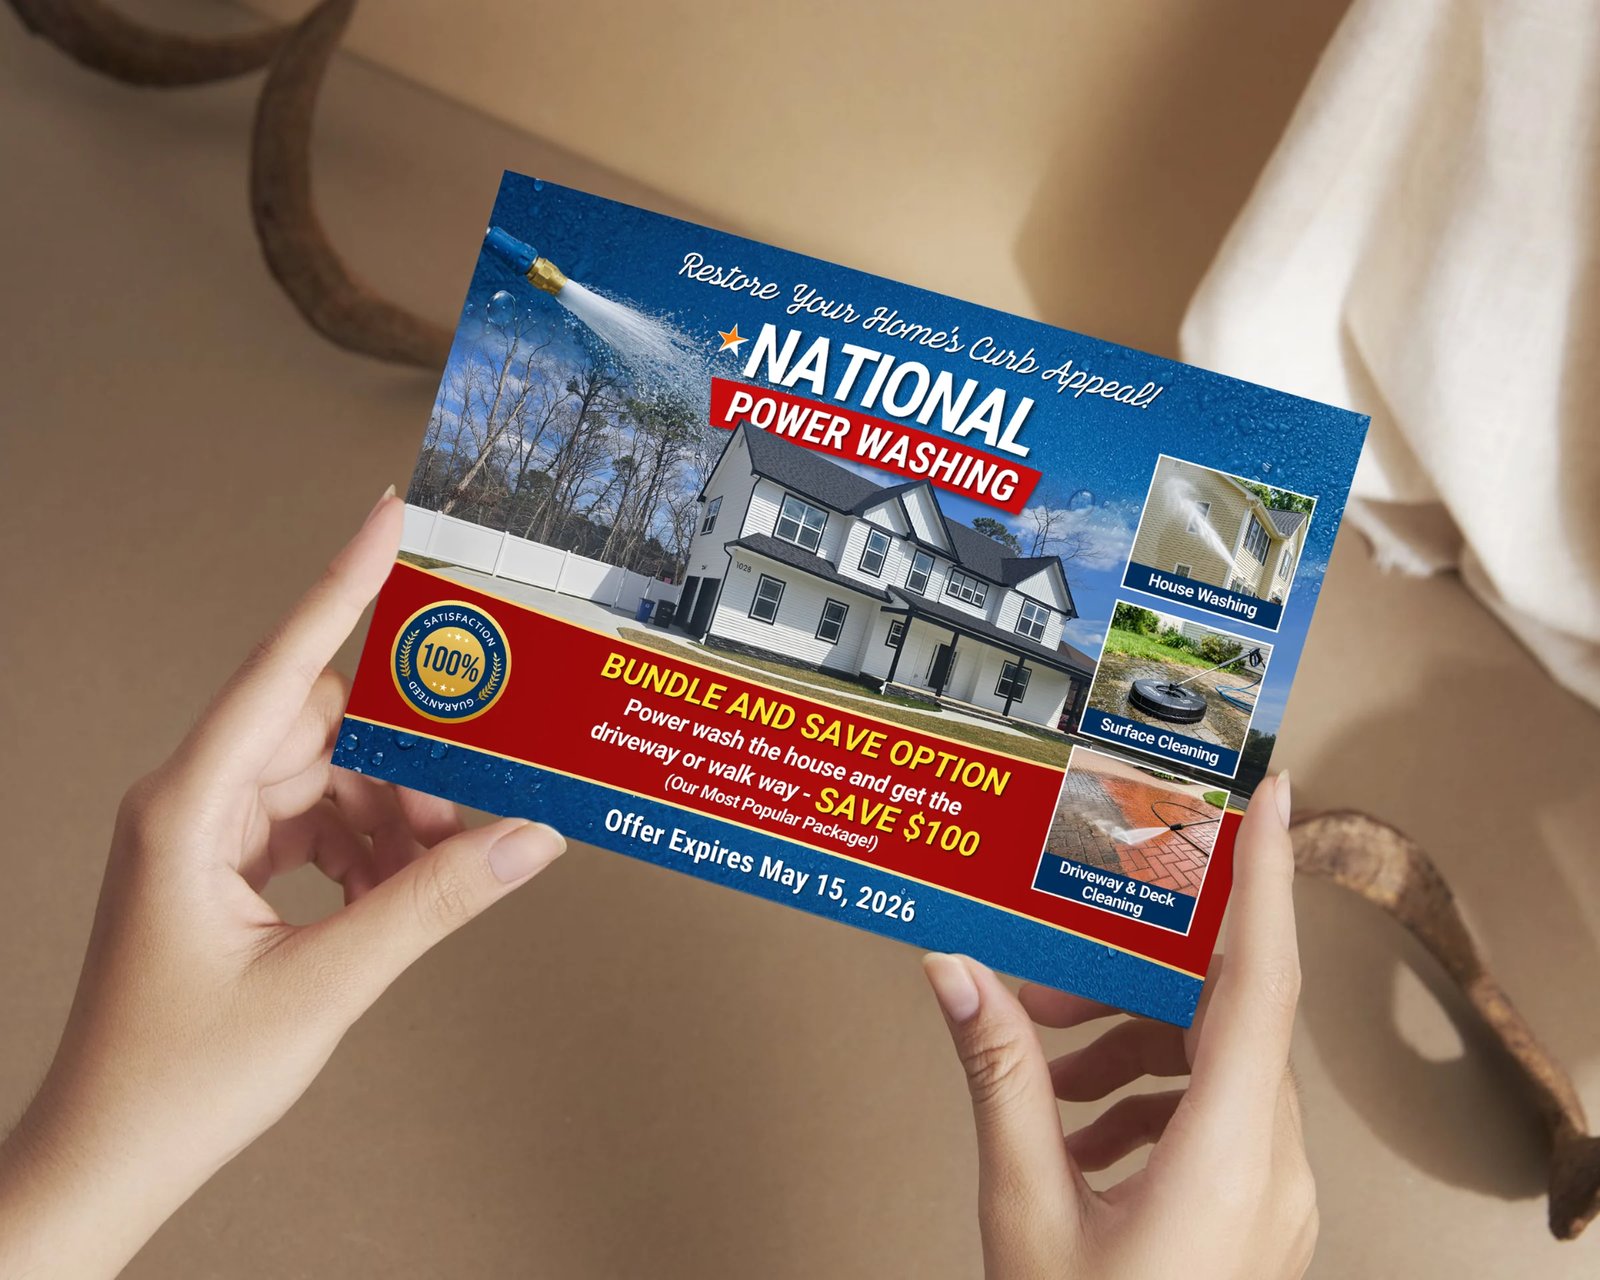 Restore Your Home's Curb Appeal!
NATIONAL
POWER WASHING
1028
House Washing
Surface Cleaning
Driveway & Deck
Cleaning
SATISFACTION
100%
GUARANTEED
BUNDLE AND SAVE OPTION
Power wash the house and get the
driveway or walk way - SAVE $100
(Our Most Popular Package!)
Offer Expires May 15, 2026